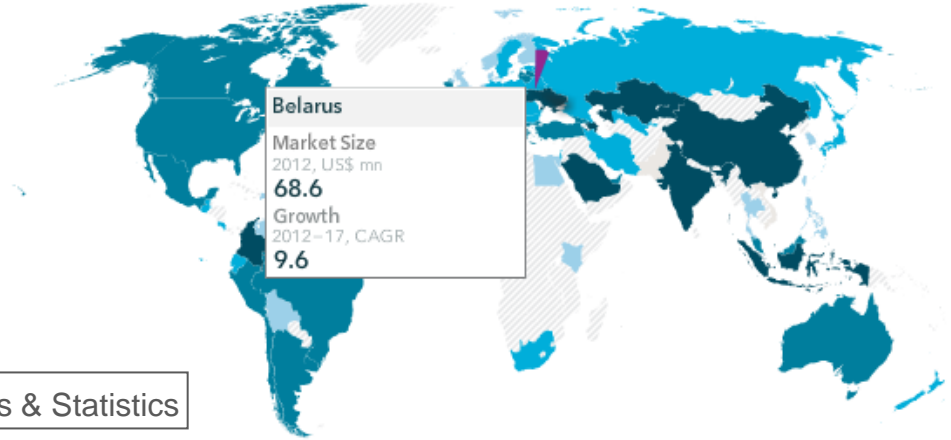 Belarus
Market Size
2012, US$ mn
68.6
Growth
2012–17, CAGR
9.6
s & Statistics